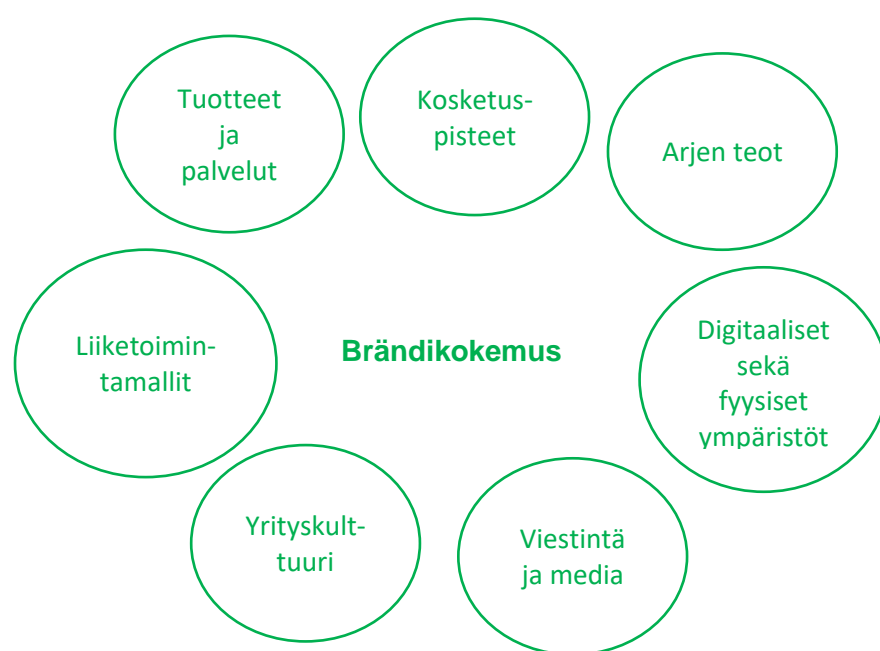 Tuotteet
ja
palvelut
Kosketus-
pisteet
Arjen teot
Liiketoimin-
tamallit
Brändikokemus
Digitaaliset
sekä
fyysiset
ympäristöt
Yrityskult-
tuuri
Viestintä
ja media